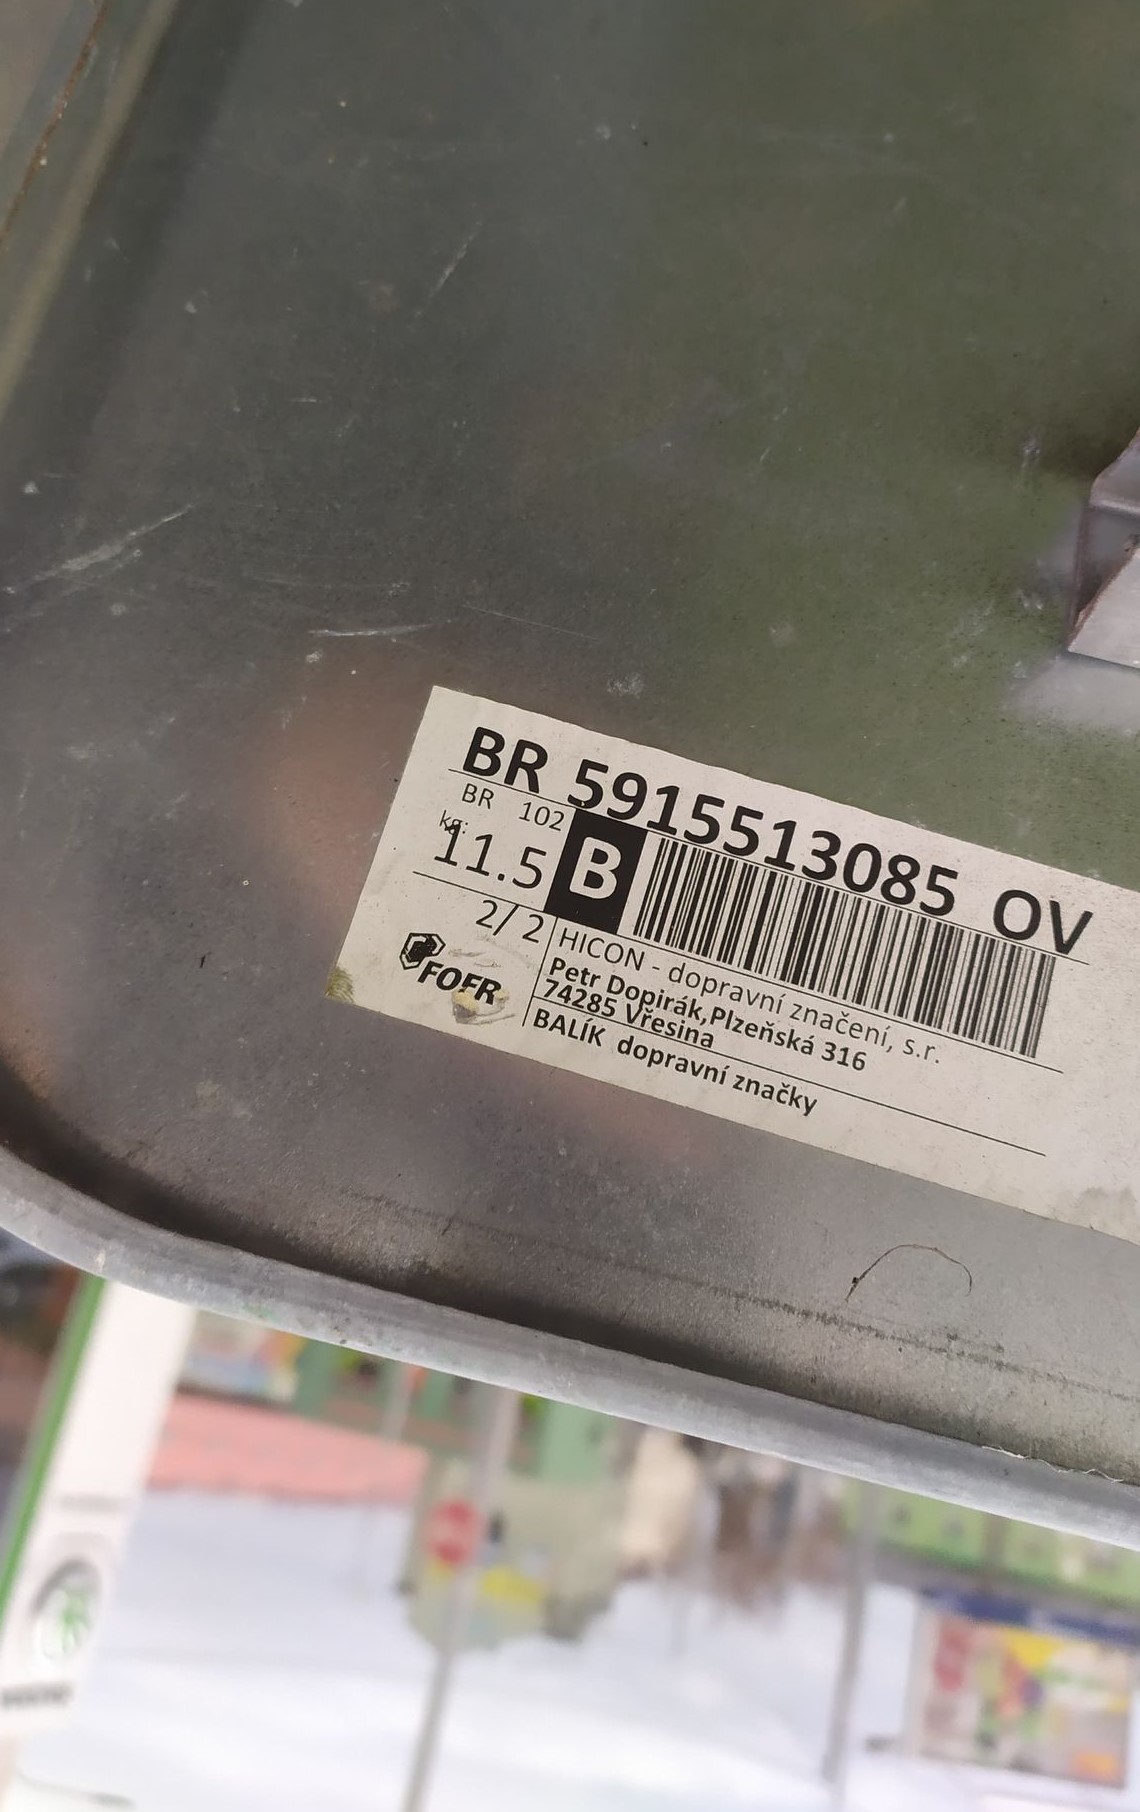 BR 5915513085 OV
BR 102
kg:
11.5
B
2/ 2
FOFR
HICON - dopravní značení, s.r.
Petr Dopirák,Plzeňská 316
74285 Vřesina
BALÍK dopravní značky